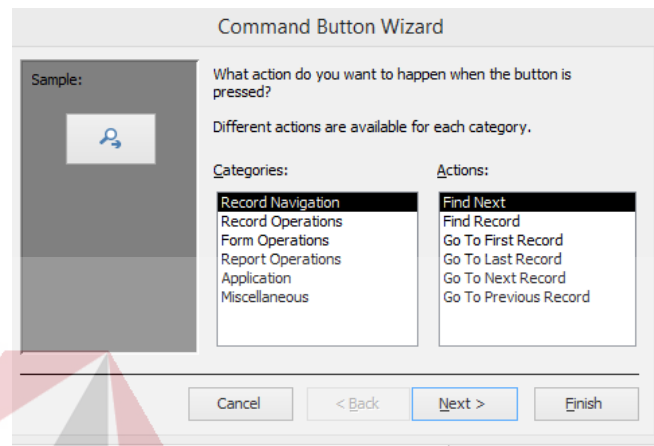 Command Button Wizard
Sample:
What action do you want to happen when the button is
pressed?
Different actions are available for each category.
Categories:
Record Navigation
Record Operations
Form Operations
Report Operations
Application
Miscellaneous
Actions:
Find Next
Find Record
Go To First Record
Go To Last Record
Go To Next Record
Go To Previous Record
Cancel
< Back
Next >
Finish